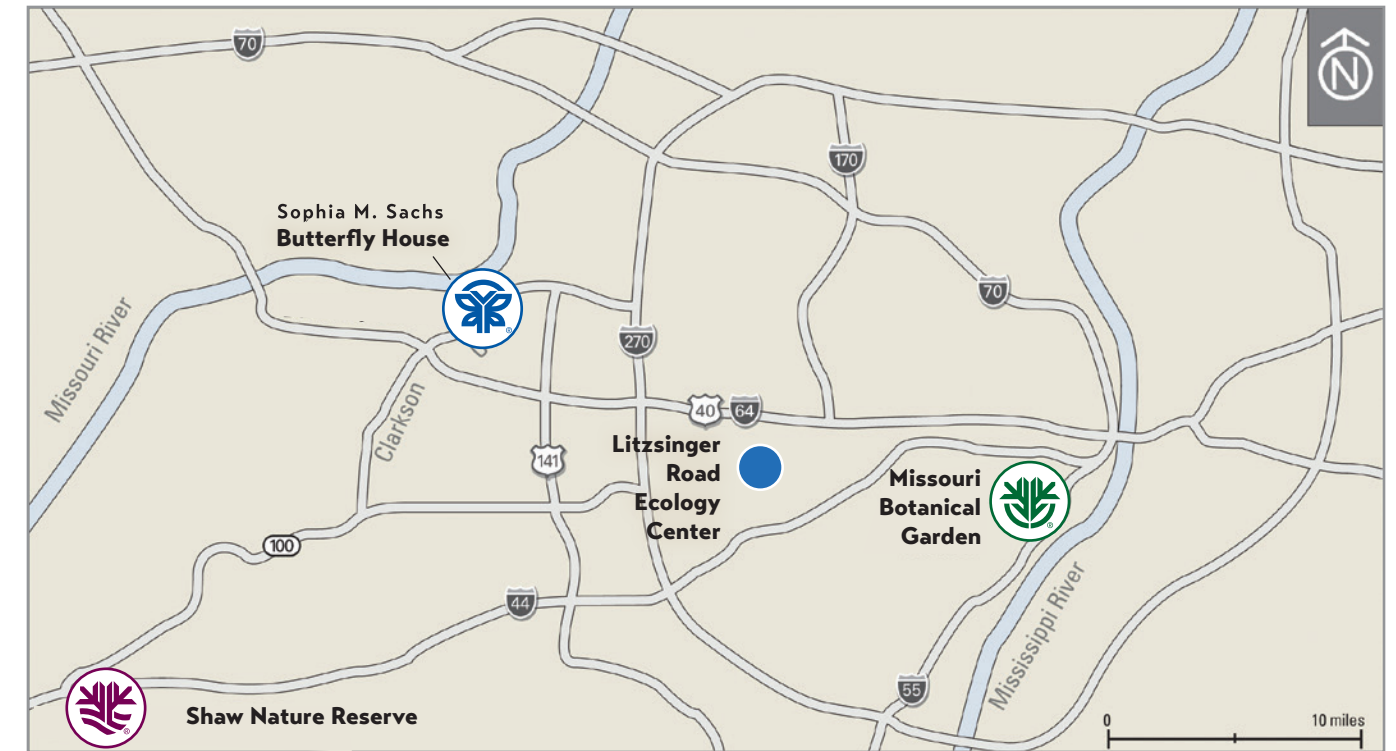 70
N
170
Sophia M. Sachs
Butterfly House
®
70
Missouri River
270
Clarkson
40
64
Litzsinger
Road
Ecology
Center
141
Missouri
Botanical
Garden
®
100
44
Mississippi River
55
Shaw Nature Reserve
®
0
10 miles